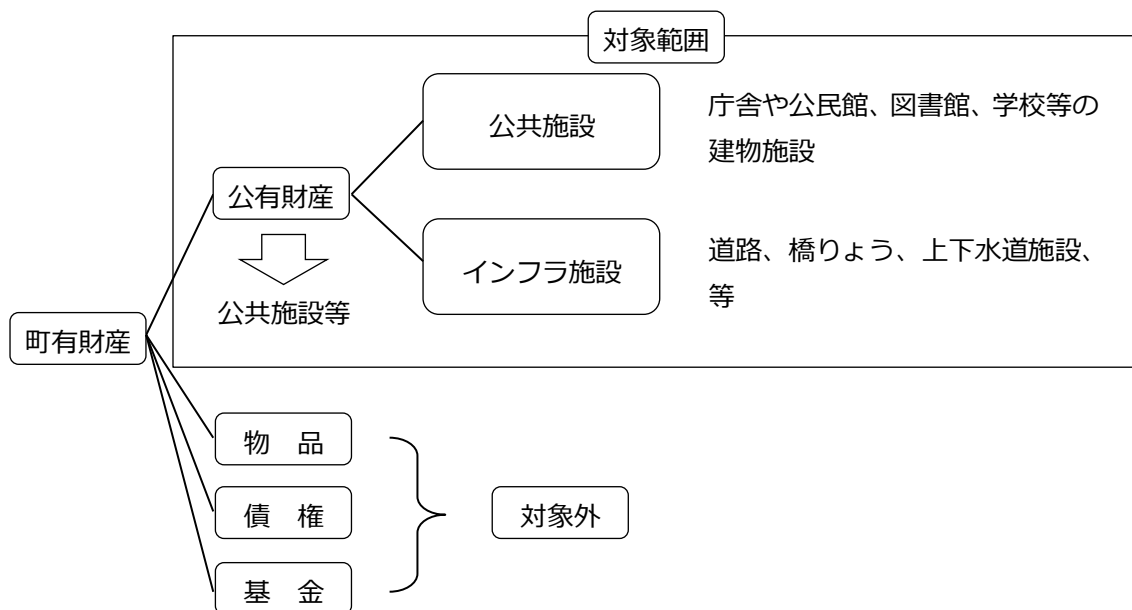 対象範囲
公共施設
庁舎や公民館、図書館、学校等の
建物施設
公有財産
インフラ施設
道路、橋りょう、上下水道施設、
等
公共施設等
町有財産
物　品
債　権
対象外
基　金